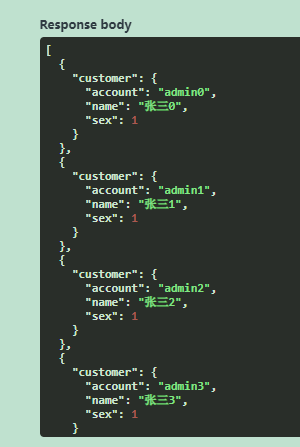 Response body
[
  {
    "customer": {
      "account": "admin0",
      "name": "张三0",
      "sex": 1
    }
  },
  {
    "customer": {
      "account": "admin1",
      "name": "张三1",
      "sex": 1
    }
  },
  {
    "customer": {
      "account": "admin2",
      "name": "张三2",
      "sex": 1
    }
  },
  {
    "customer": {
      "account": "admin3",
      "name": "张三3",
      "sex": 1
    }